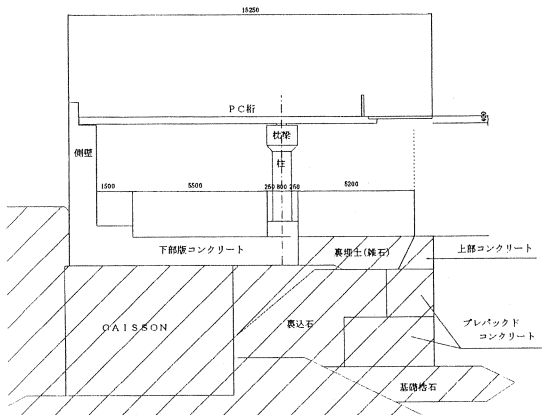 15250
PC桁
枕梁
側壁
柱
1500
5500
250 800 250
5200
下部版コンクリート
裏埋土(雑石)
上部コンクリート
CAISSON
裏込石
プレパックド
コンクリート
基礎捨石